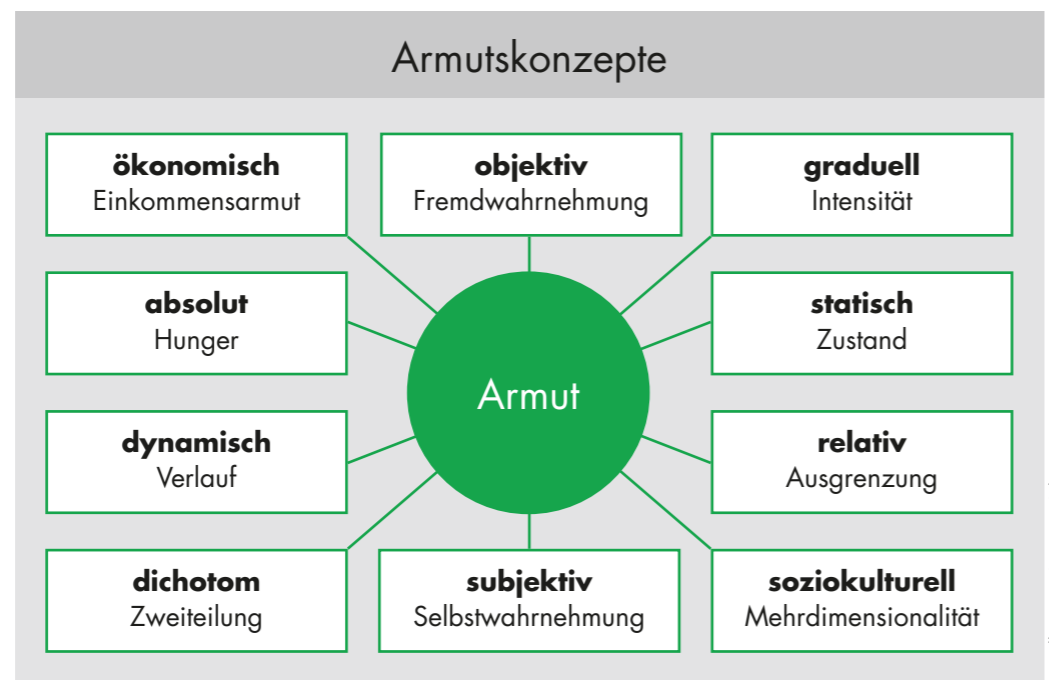 Armutskonzepte
ökonomisch
Einkommensarmut
objektiv
Fremdwahrnehmung
graduell
Intensität
absolut
Hunger
statisch
Zustand
Armut
dynamisch
Verlauf
relativ
Ausgrenzung
dichotom
Zweiteilung
subjektiv
Selbstwahrnehmung
soziokulturell
Mehrdimensionalität